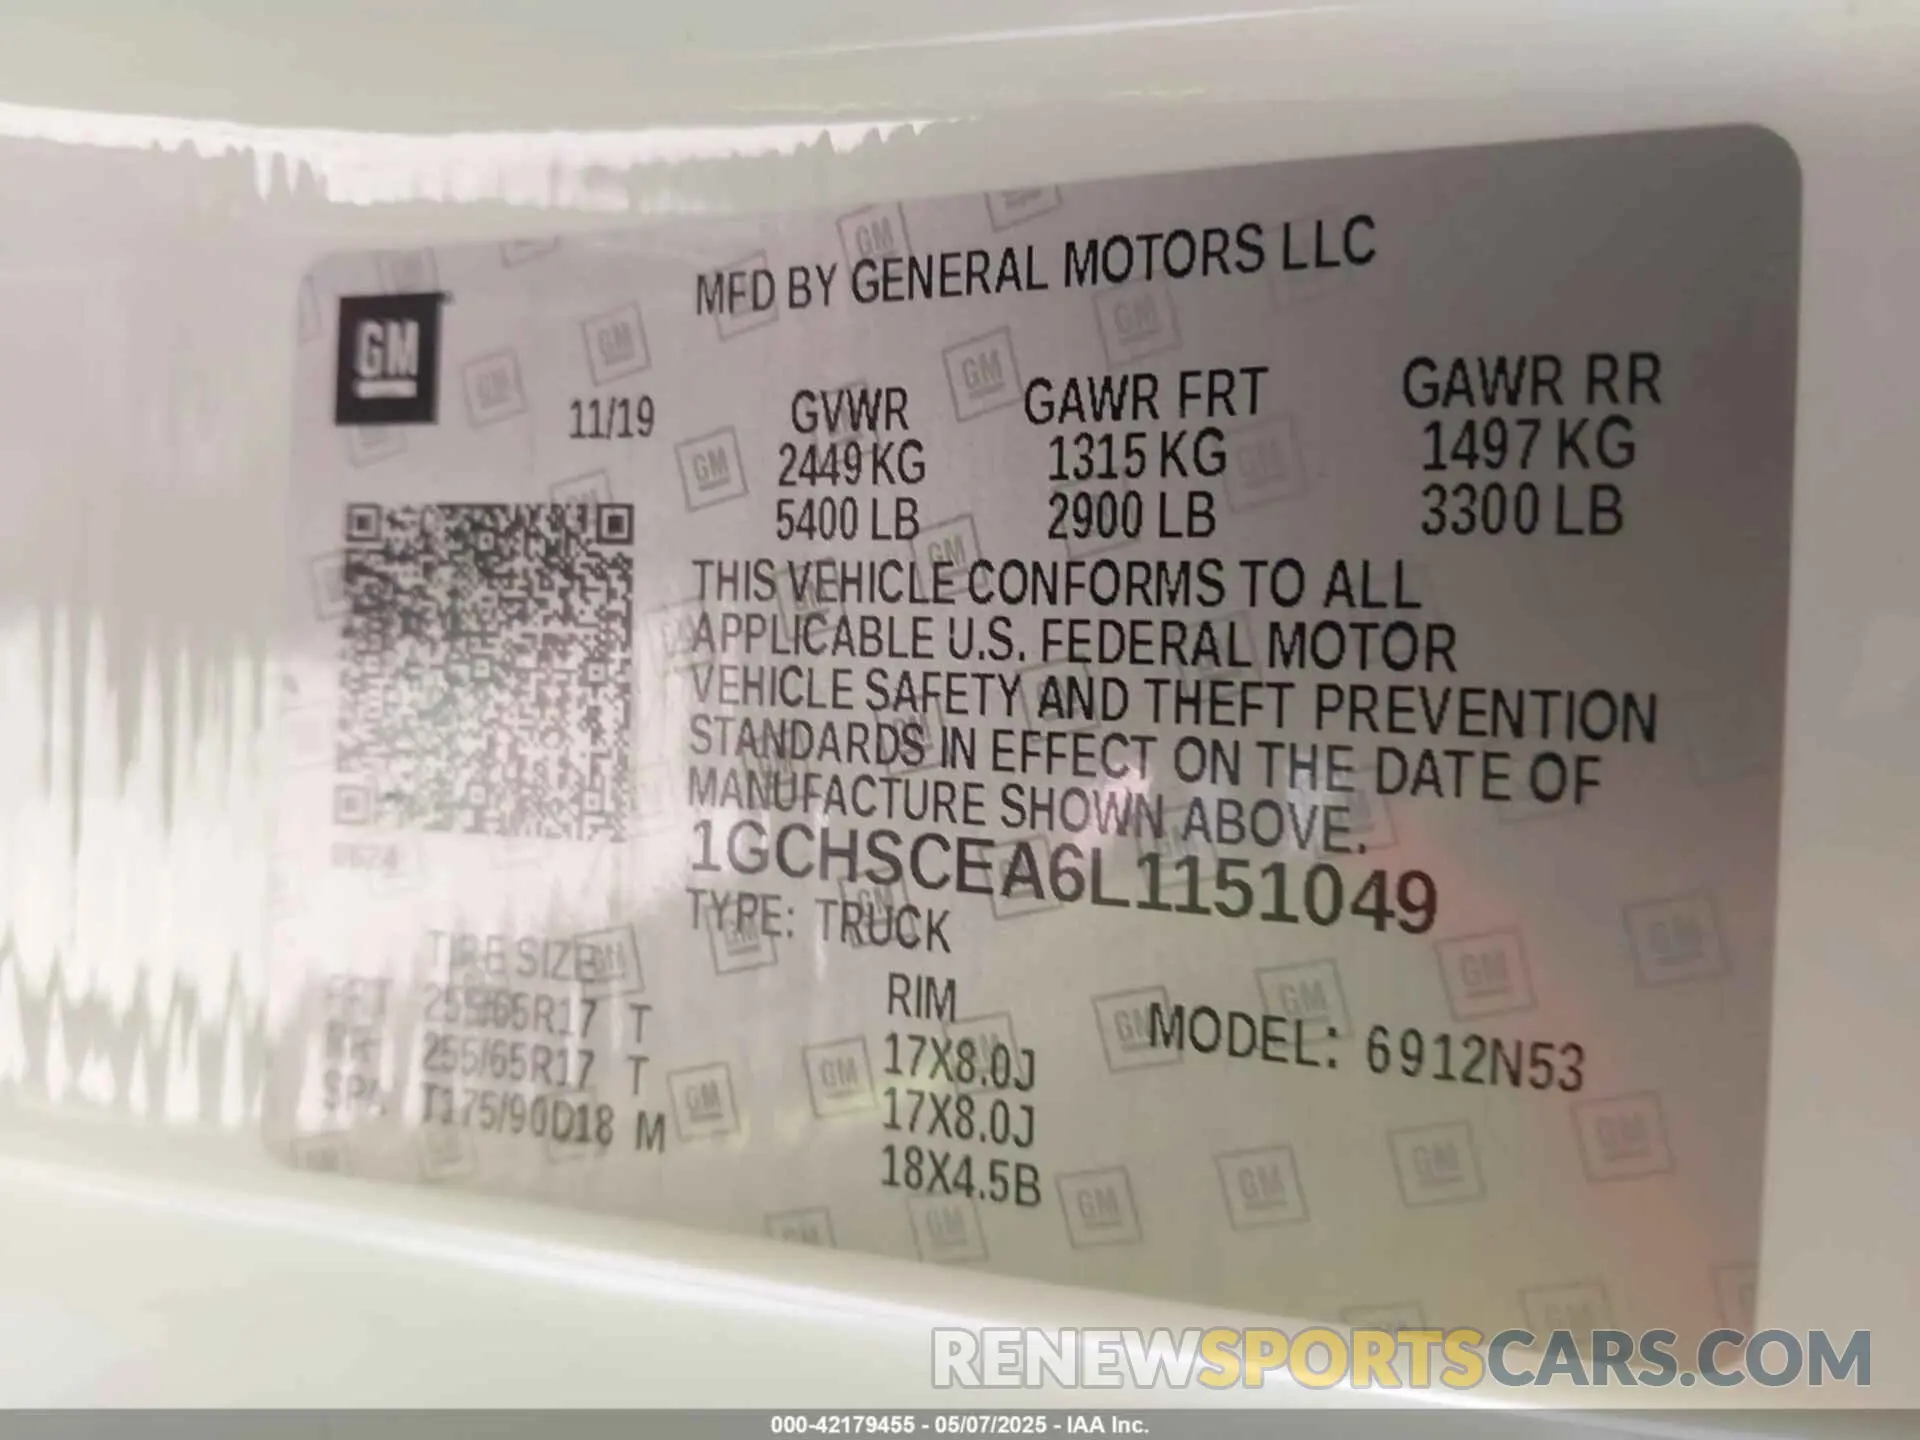 MFD BY GENERAL MOTORS LLC
GM
11/19 GVWR GAWR FRT GAWR RR
2449 KG 1315 KG 1497 KG
5400 LB 2900 LB 3300 LB
THIS VEHICLE CONFORMS TO ALL
APPLICABLE U.S. FEDERAL MOTOR
VEHICLE SAFETY AND THEFT PREVENTION
STANDARDS IN EFFECT ON THE DATE OF
MANUFACTURE SHOWN ABOVE.
1GCHSCEA6L1151049
TYPE: TRUCK
TIRE SIZE RIM
FRT 255/65R17 T 17X8.0J MODEL: 6912N53
255/65R17 T 17X8.0J
SPA T175/90D18 M 18X4.5B
RENEWSPORTSCARS.COM
000-42179455 - 05/07/2025 - IAA Inc.